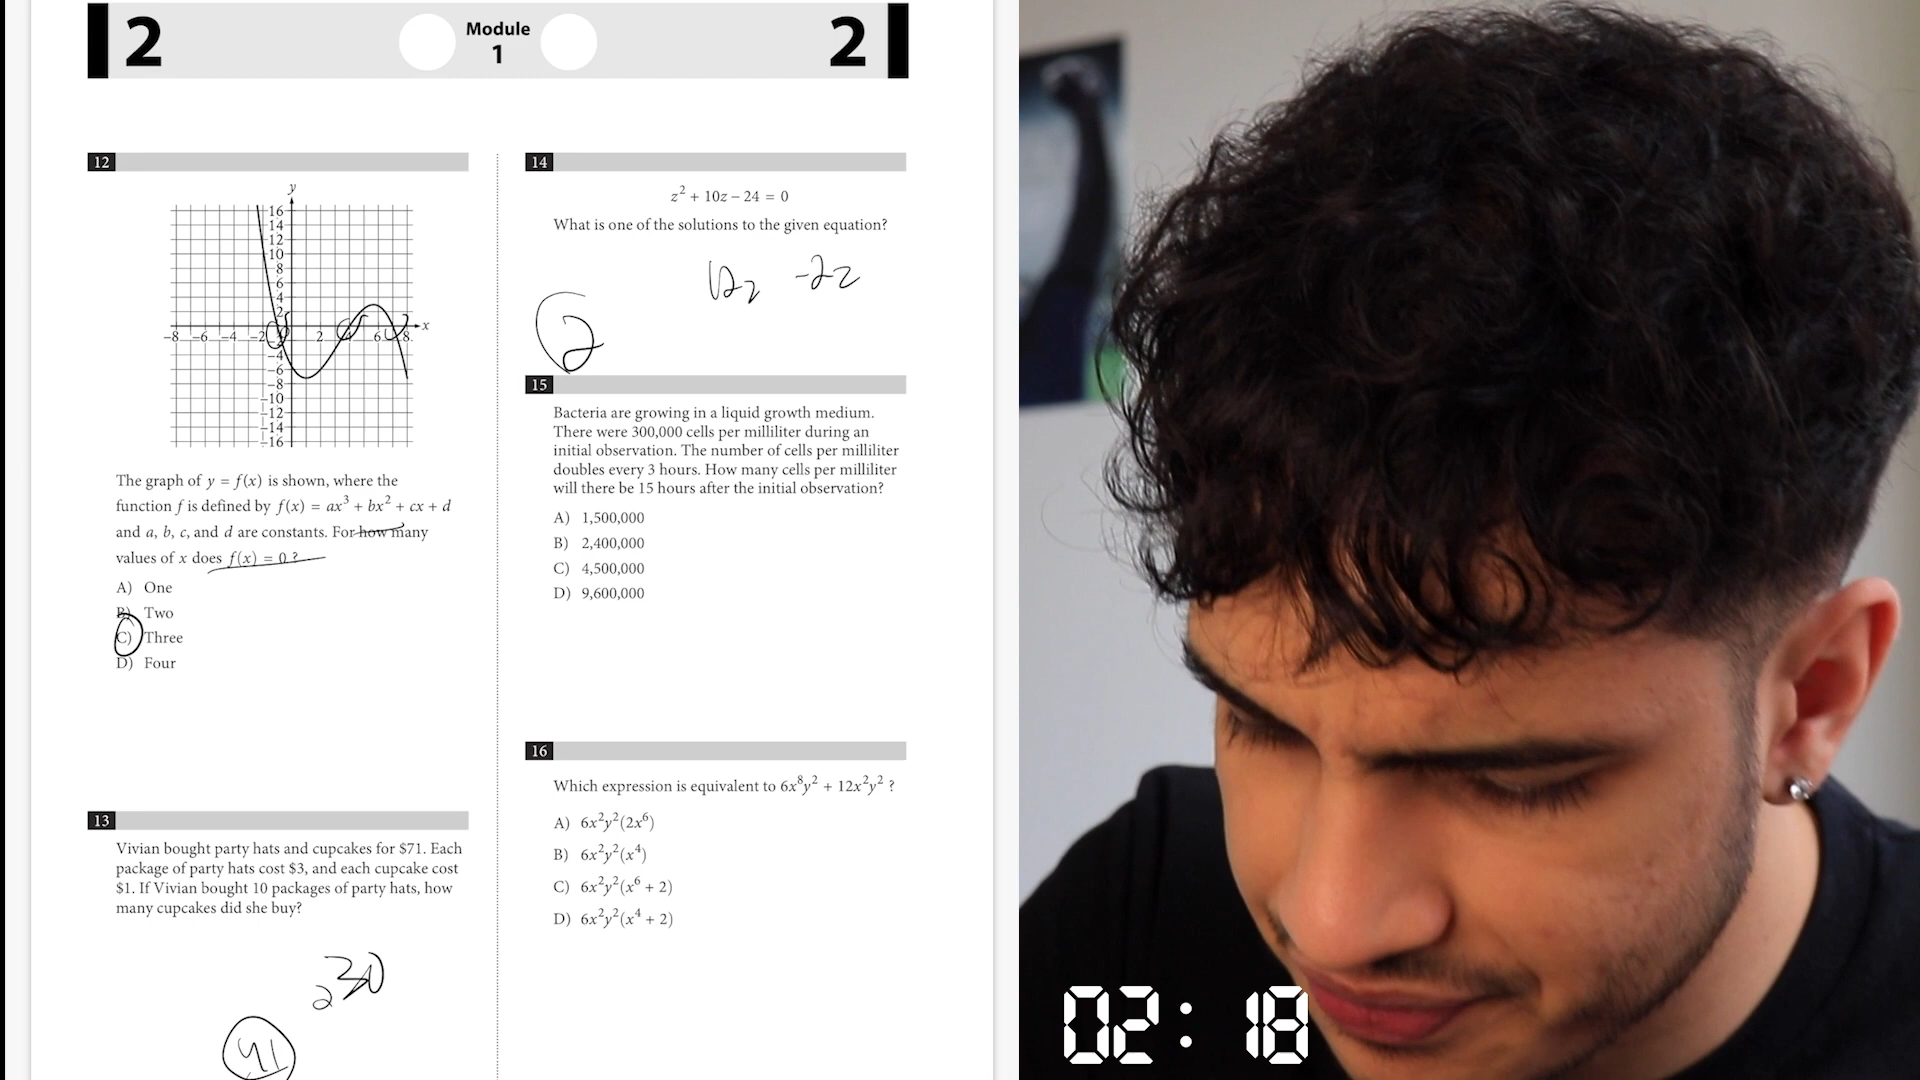 2 Module 2
1
12
y
16
14
12
10
8
6
4
2
-8 -6 -4 -2 2 4 6 8 x
-4
-6
-8
-10
-12
-14
-16
The graph of y = f(x) is shown, where the
function f is defined by f(x) = ax³ + bx² + cx + d
and a, b, c, and d are constants. For how many
values of x does f(x) = 0 ?
A) One
B) Two
C) Three
D) Four
13
Vivian bought party hats and cupcakes for $71. Each
package of party hats cost $3, and each cupcake cost
$1. If Vivian bought 10 packages of party hats, how
many cupcakes did she buy?
30
41
14
z² + 10z – 24 = 0
What is one of the solutions to the given equation?
12z -2z
2
15
Bacteria are growing in a liquid growth medium.
There were 300,000 cells per milliliter during an
initial observation. The number of cells per milliliter
doubles every 3 hours. How many cells per milliliter
will there be 15 hours after the initial observation?
A) 1,500,000
B) 2,400,000
C) 4,500,000
D) 9,600,000
16
Which expression is equivalent to 6x⁸y² + 12x²y² ?
A) 6x²y²(2x⁶)
B) 6x²y²(x⁴)
C) 6x²y²(x⁶ + 2)
D) 6x²y²(x⁴ + 2)
02:18